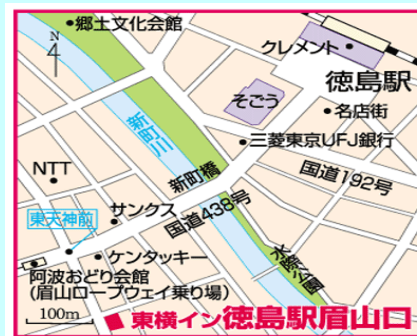 郷土文化会館
N
クレメント
徳島駅
そごう
名店街
新町川
三菱東京UFJ銀行
NTT
新町橋
国道192号
東天神前
サンクス
国道438号
ケンタッキー
水際公園
阿波おどり会館
(眉山ロープウェイ乗り場)
100m
東横イン徳島駅眉山口